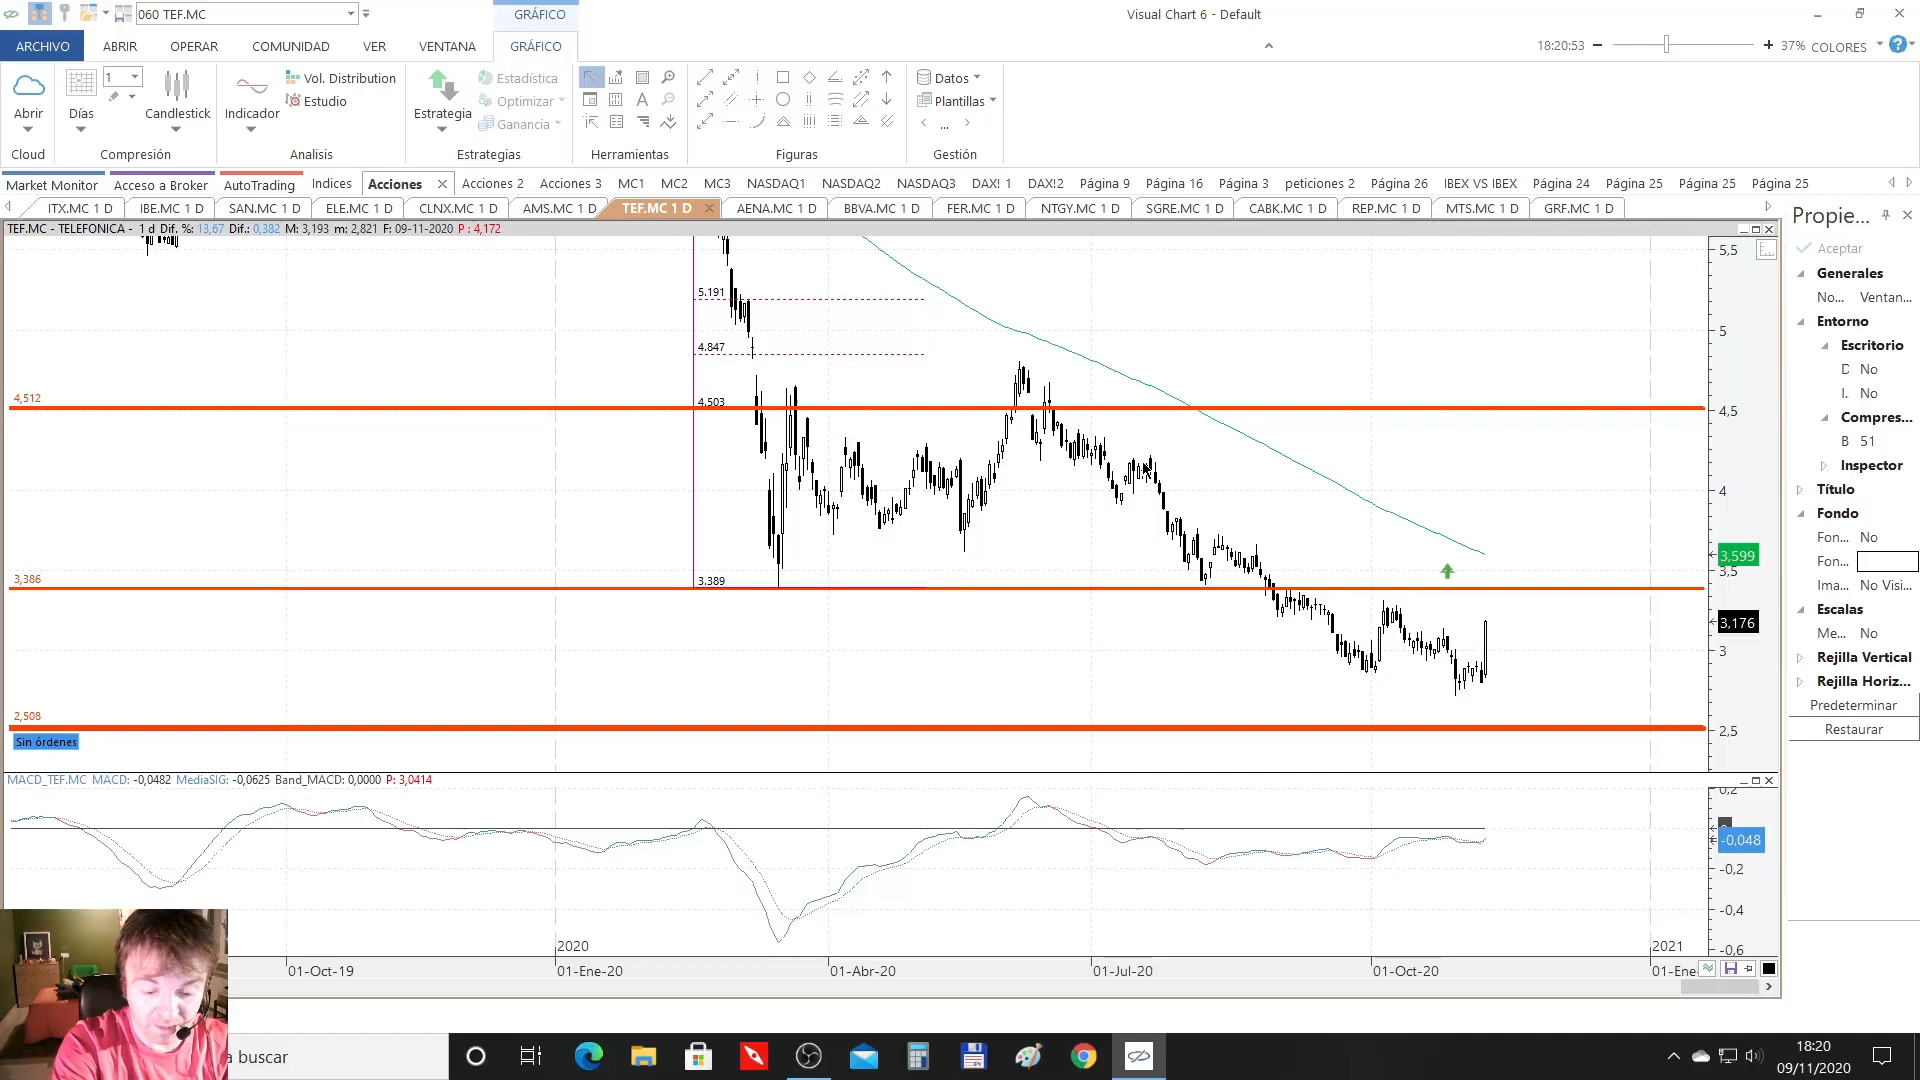 060 TEF.MC
GRÁFICO
Visual Chart 6 - Default
ARCHIVO ABRIR OPERAR COMUNIDAD VER VENTANA GRÁFICO
18:20:53 37% COLORES
Abrir
Cloud
1
Días
Candlestick
Compresión
Indicador
Vol. Distribution
Estudio
Analisis
Estrategia
Estadística
Optimizar
Ganancia
Estrategias
Herramientas
Figuras
Datos
Plantillas
...
Gestión
Market Monitor Acceso a Broker AutoTrading Indices Acciones Acciones 2 Acciones 3 MC1 MC2 MC3 NASDAQ1 NASDAQ2 NASDAQ3 DAX! 1 DAX!2 Página 9 Página 16 Página 3 peticiones 2 Página 26 IBEX VS IBEX Página 24 Página 25 Página 25 Página 25
ITX.MC 1 D IBE.MC 1 D SAN.MC 1 D ELE.MC 1 D CLNX.MC 1 D AMS.MC 1 D TEF.MC 1 D AENA.MC 1 D BBVA.MC 1 D FER.MC 1 D NTGY.MC 1 D SGRE.MC 1 D CABK.MC 1 D REP.MC 1 D MTS.MC 1 D GRF.MC 1 D
TEF.MC - TELEFONICA - 1 d Dif. %: 13,67 Dif.: 0,382 M: 3,193 m: 2,821 F: 09-11-2020 P : 4,172
5.191
4.847
4,512
4.503
3,386
3.389
2,508
Sin órdenes
5,5
5
4,5
4
3,599
3,5
3,176
3
2,5
MACD_TEF.MC MACD: -0,0482 MediaSIG: -0,0625 Band_MACD: 0,0000 P: 3,0414
0,2
-0,048
-0,2
-0,4
-0,6
2020 2021
01-Oct-19 01-Ene-20 01-Abr-20 01-Jul-20 01-Oct-20 01-Ene-
Propie...
Aceptar
Generales
No... Ventan...
Entorno
Escritorio
D No
I. No
Compres...
B 51
Inspector
Título
Fondo
Fon... No
Fon...
Ima... No Visi...
Escalas
Me... No
Rejilla Vertical
Rejilla Horiz...
Predeterminar
Restaurar
a buscar
18:20
09/11/2020